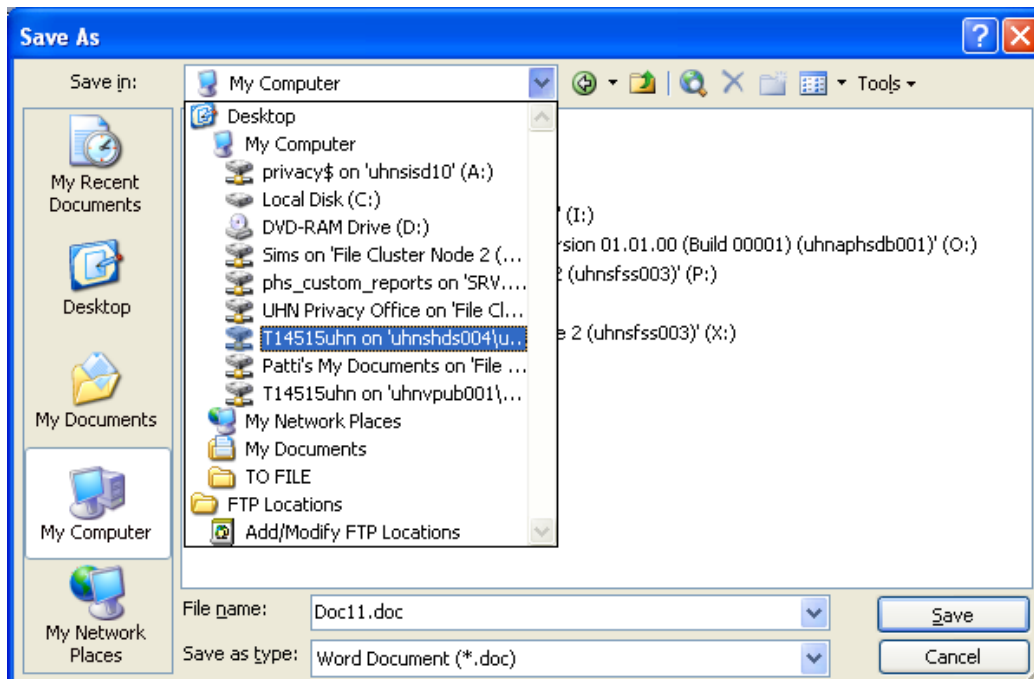 Save As
Save in:
My Computer
Tools
Desktop
My Computer
privacy$ on 'uhnsisd10' (A:)
Local Disk (C:)
DVD-RAM Drive (D:)
Sims on 'File Cluster Node 2 (...
phs_custom_reports on 'SRV....
UHN Privacy Office on 'File Cl...
T14515uhn on 'uhnshds004\u...
Patti's My Documents on 'File ...
T14515uhn on 'uhnvpub001\...
My Network Places
My Documents
TO FILE
FTP Locations
Add/Modify FTP Locations
' (I:)
rsion 01.01.00 (Build 00001) (uhnaphsdb001)' (O:)
2 (uhnsfss003)' (P:)
e 2 (uhnsfss003)' (X:)
My Recent
Documents
Desktop
My Documents
My Computer
My Network
Places
File name:
Doc11.doc
Save
Save as type:
Word Document (*.doc)
Cancel